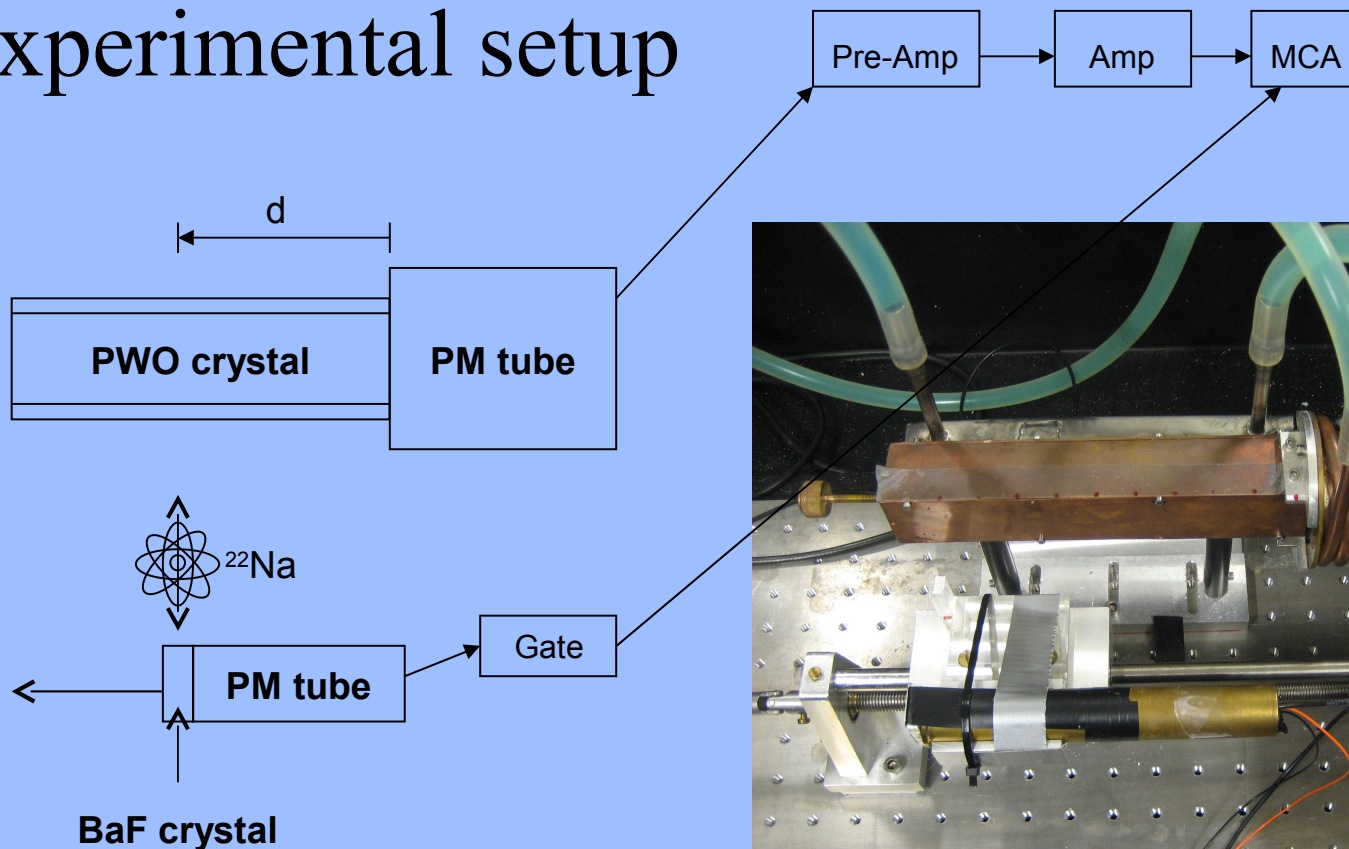 xperimental setup
Pre-Amp
Amp
MCA
d
PWO crystal
PM tube
²²Na
Gate
PM tube
BaF crystal